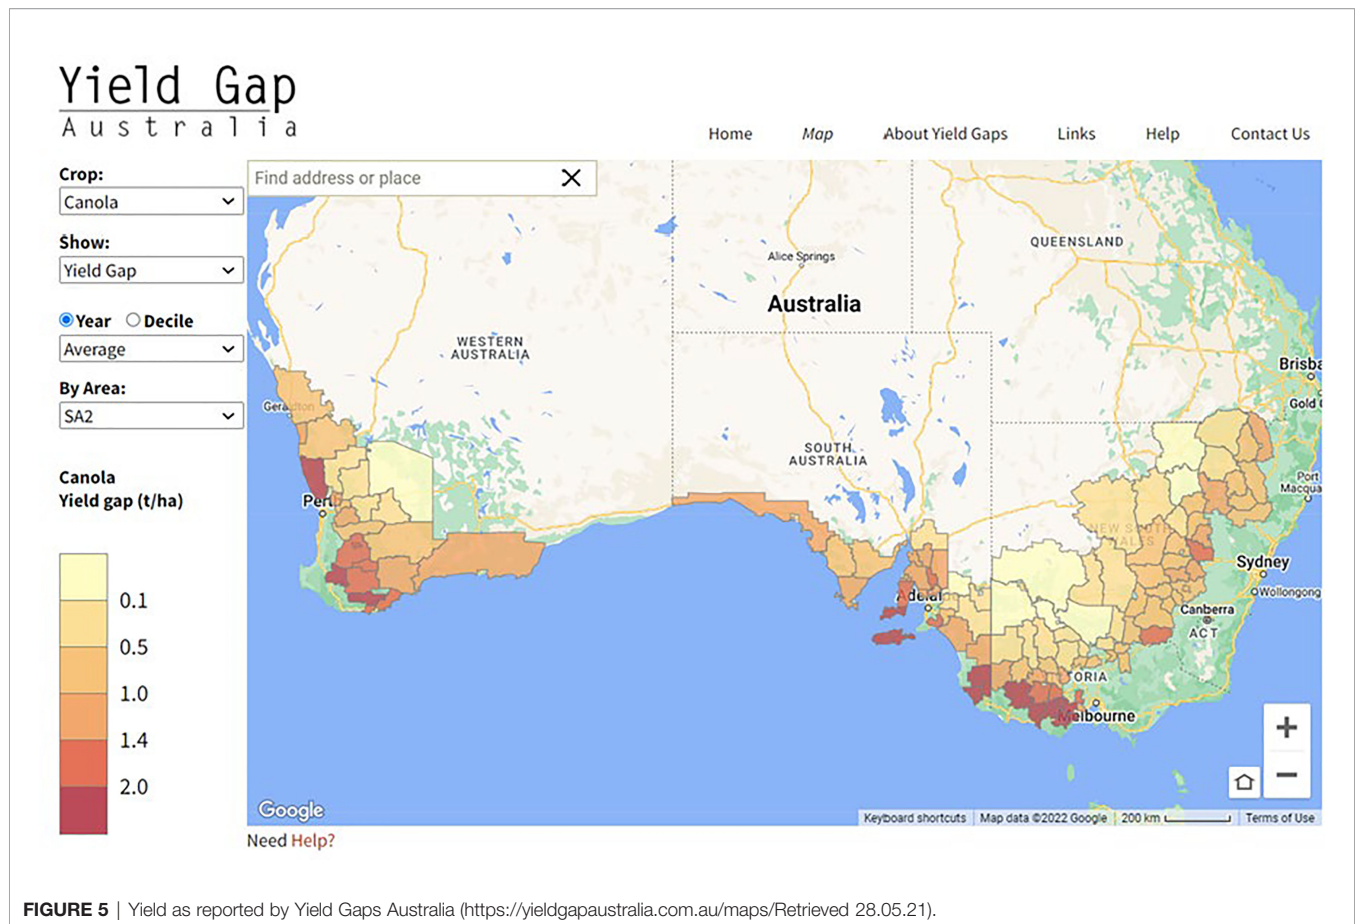 Yield Gap
Australia
Home Map About Yield Gaps Links Help Contact Us
Crop:
Canola
Show:
Yield Gap
Year Decile
Average
By Area:
SA2
Canola
Yield gap (t/ha)
0.1
0.5
1.0
1.4
2.0
Find address or place
Alice Springs
QUEENSLAND
Australia
WESTERN
AUSTRALIA
Brisba
Gold
Geraldton
SOUTH
AUSTRALIA
Port
Macqua
Pert
NEW SOUTH
WALES
Sydney
Wollongong
Adelai
Canberra
ACT
TORIA
Melbourne
Google
Keyboard shortcuts Map data ©2022 Google 200 km Terms of Use
Need Help?
FIGURE 5 | Yield as reported by Yield Gaps Australia (https://yieldgapaustralia.com.au/maps/Retrieved 28.05.21).